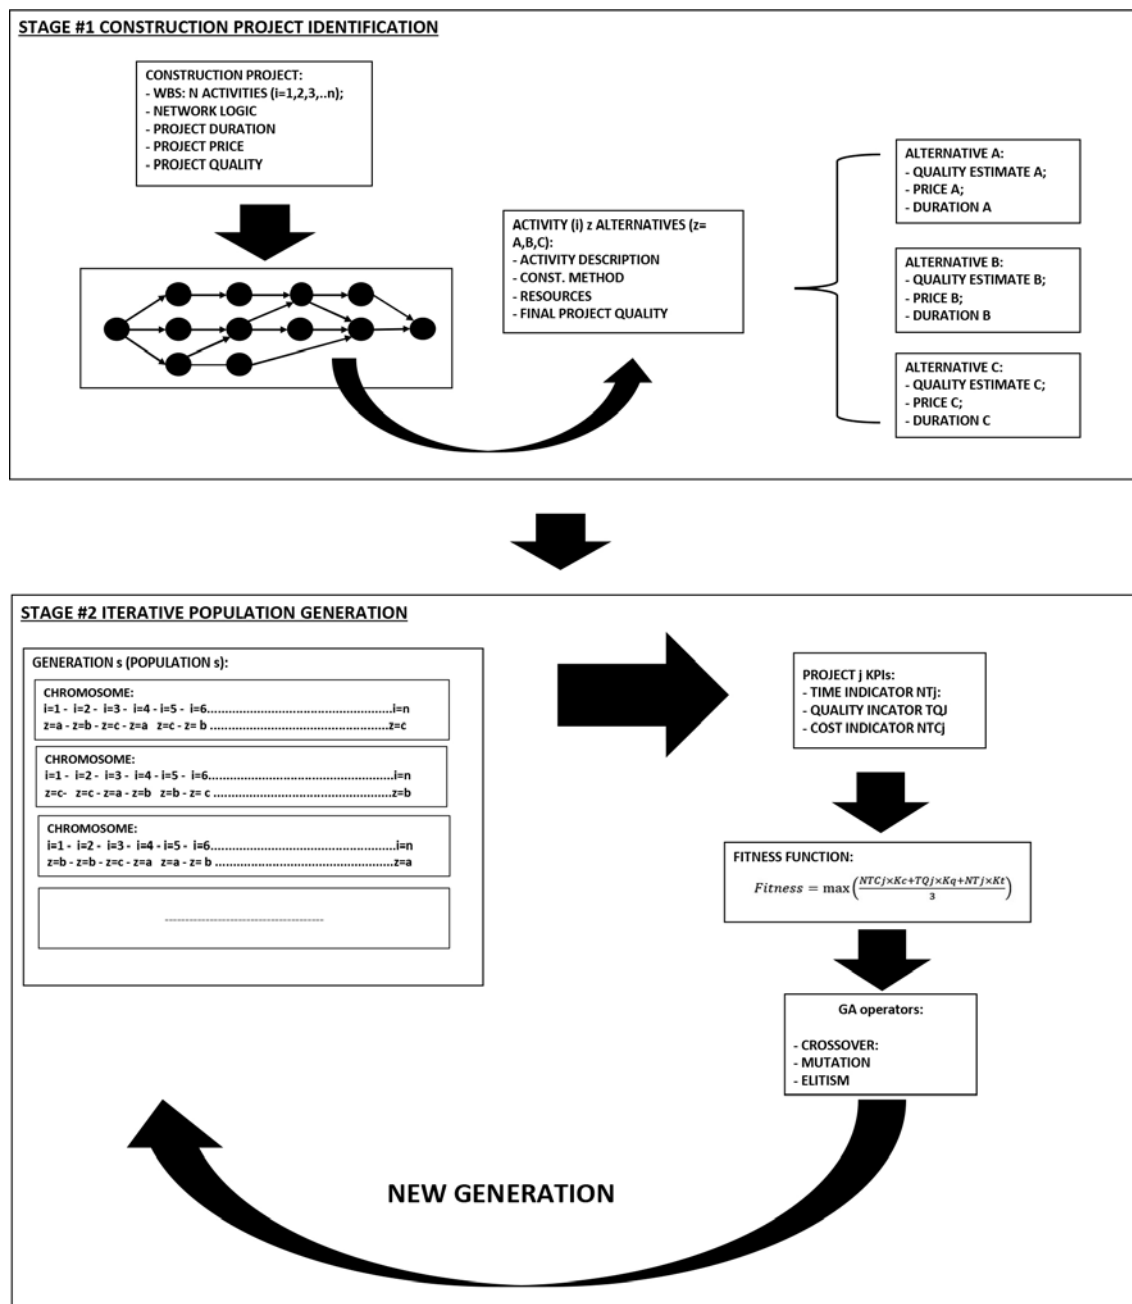 STAGE #1 CONSTRUCTION PROJECT IDENTIFICATION
CONSTRUCTION PROJECT:
- WBS: N ACTIVITIES (i=1,2,3,..n);
- NETWORK LOGIC
- PROJECT DURATION
- PROJECT PRICE
- PROJECT QUALITY
ACTIVITY (i) z ALTERNATIVES (z=
A,B,C):
- ACTIVITY DESCRIPTION
- CONST. METHOD
- RESOURCES
- FINAL PROJECT QUALITY
ALTERNATIVE A:
- QUALITY ESTIMATE A;
- PRICE A;
- DURATION A
ALTERNATIVE B:
- QUALITY ESTIMATE B;
- PRICE B;
- DURATION B
ALTERNATIVE C:
- QUALITY ESTIMATE C;
- PRICE C;
- DURATION C
STAGE #2 ITERATIVE POPULATION GENERATION
GENERATION s (POPULATION s):
CHROMOSOME:
i=1 - i=2 - i=3 - i=4 - i=5 - i=6......................................................i=n
z=a - z=b - z=c - z=a z=c - z= b .....................................................z=c
CHROMOSOME:
i=1 - i=2 - i=3 - i=4 - i=5 - i=6......................................................i=n
z=c- z=c - z=a - z=b z=b - z= c .....................................................z=b
CHROMOSOME:
i=1 - i=2 - i=3 - i=4 - i=5 - i=6......................................................i=n
z=b - z=b - z=c - z=a z=a - z= b .....................................................z=a
----------------------------------------
PROJECT j KPIs:
- TIME INDICATOR NTj:
- QUALITY INCATOR TQJ
- COST INDICATOR NTCj
FITNESS FUNCTION:
Fitness = max((NTCj×Kc+TQj×Kq+NTj×Kt)/3)
GA operators:
- CROSSOVER:
- MUTATION
- ELITISM
NEW GENERATION